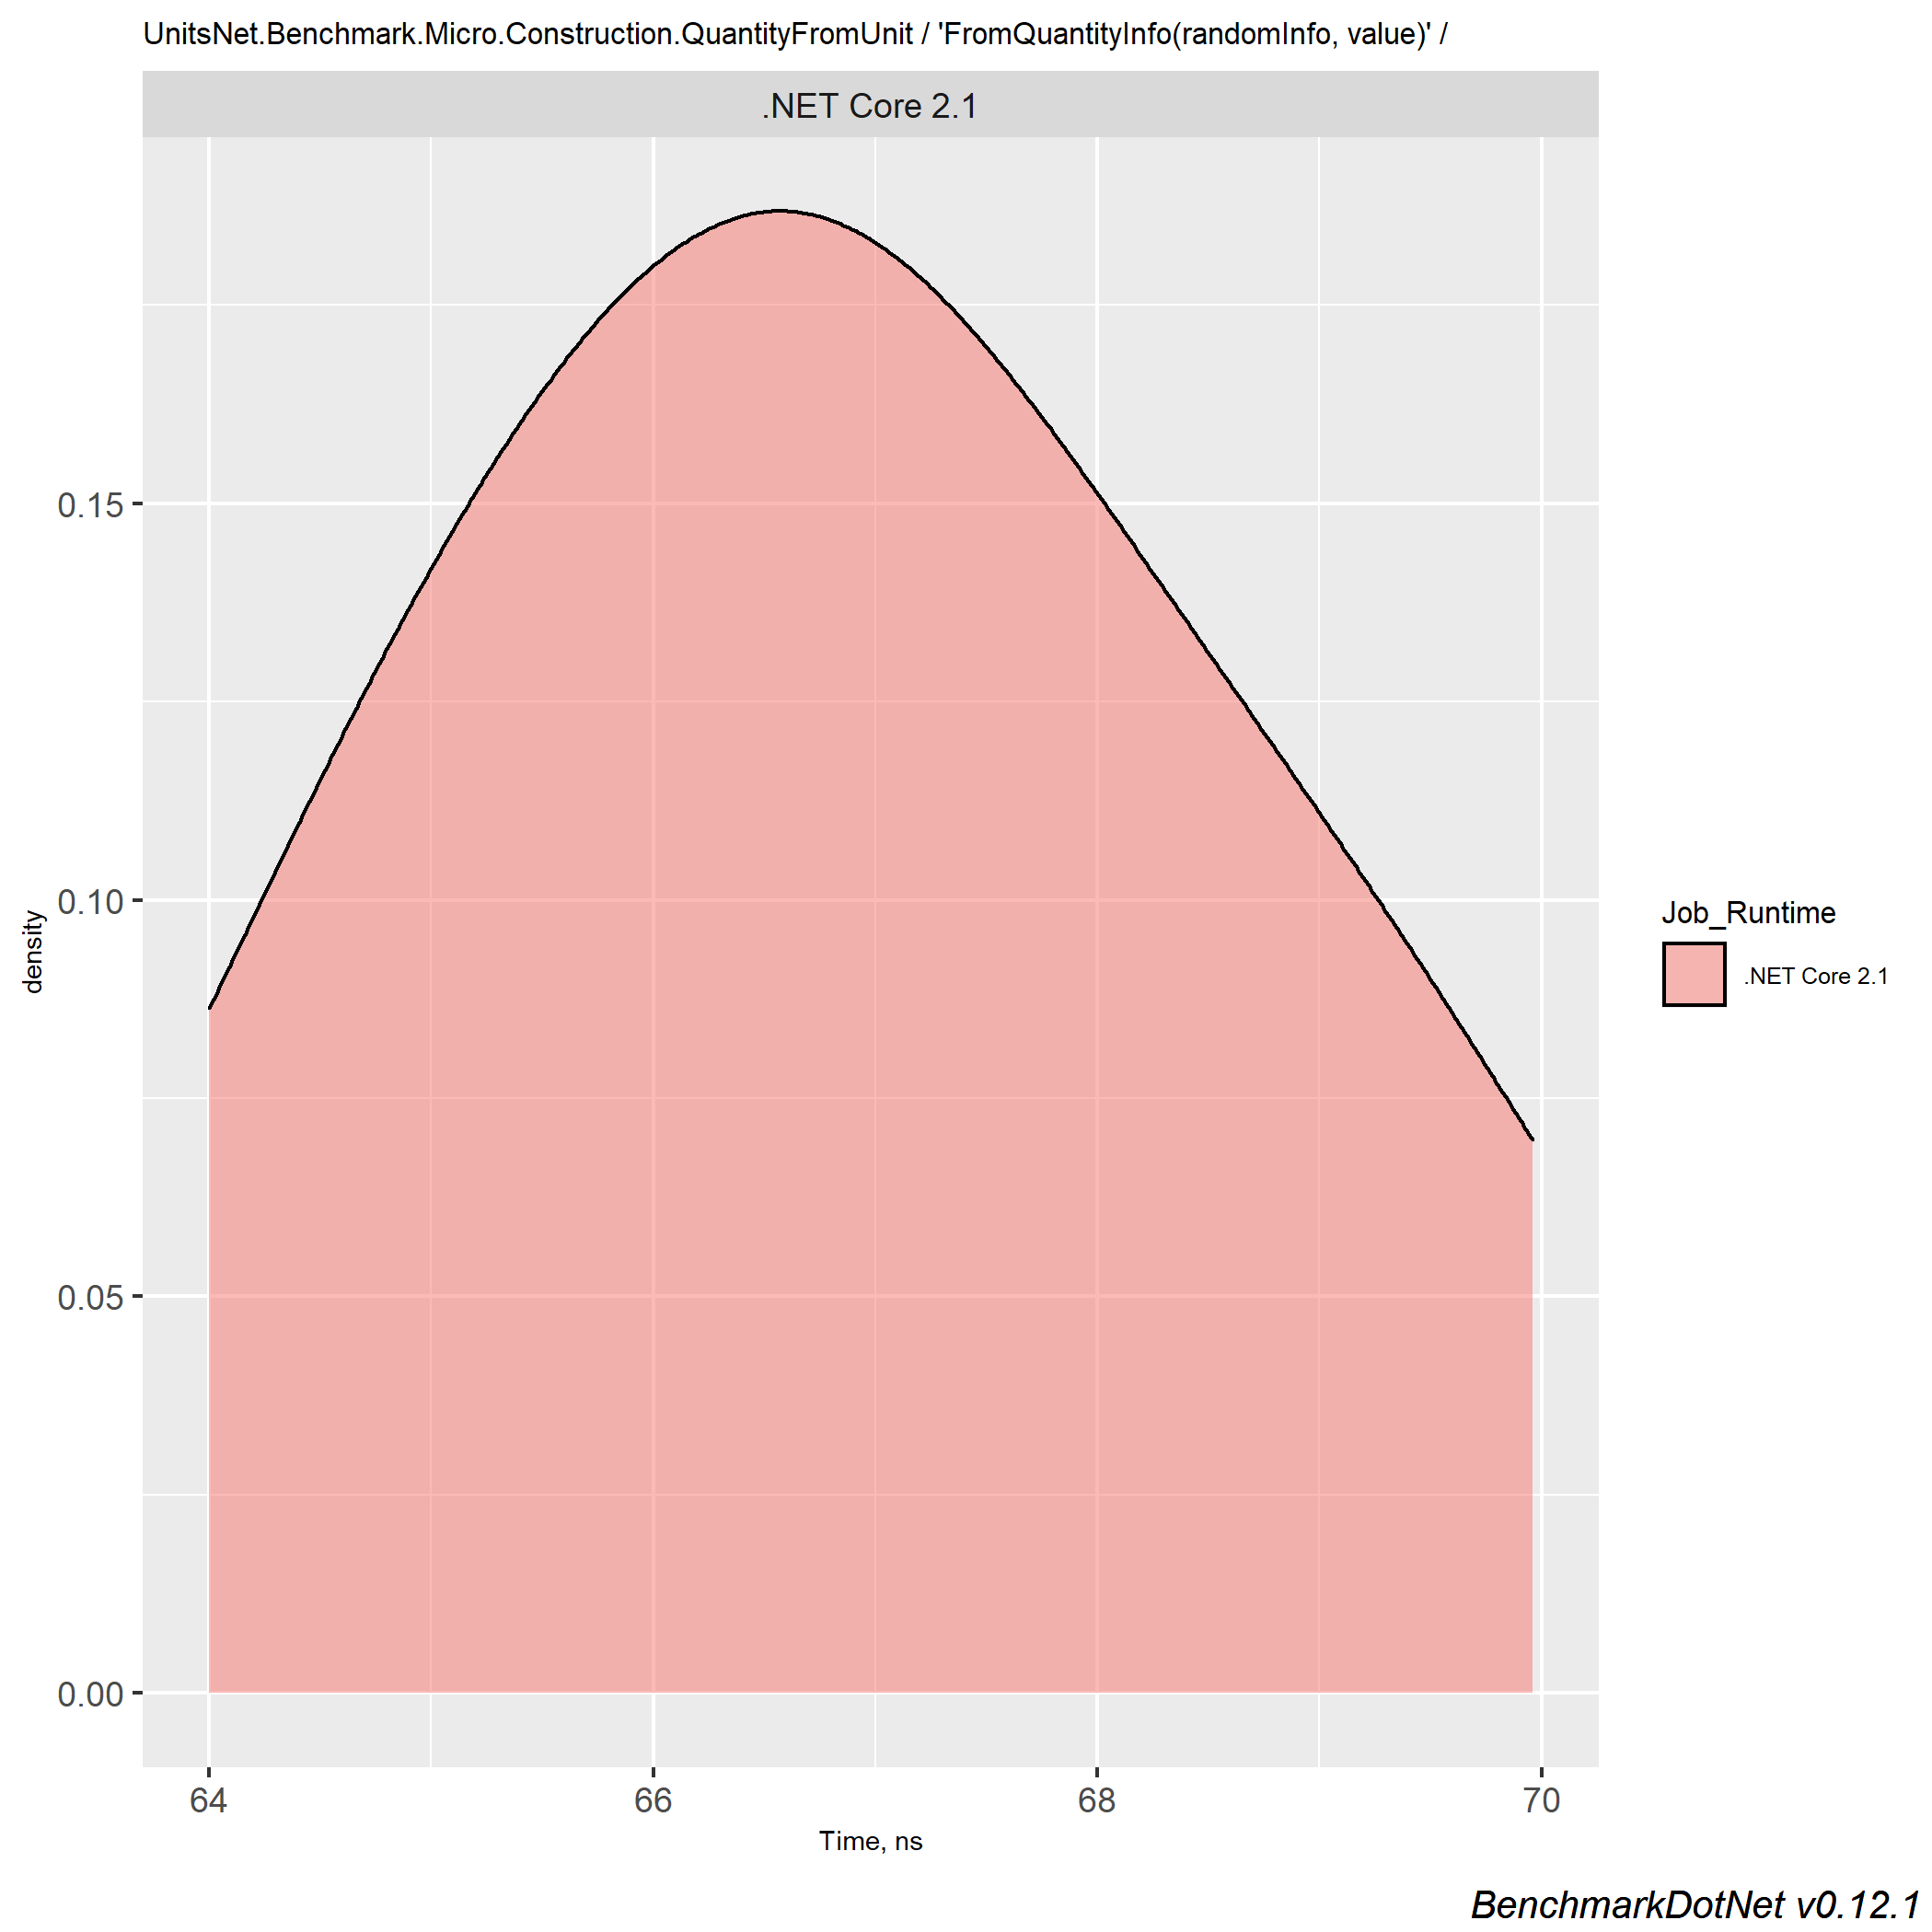 UnitsNet.Benchmark.Micro.Construction.QuantityFromUnit / 'FromQuantityInfo(randomInfo, value)' /
.NET Core 2.1
0.15
0.10
0.05
0.00
density
64 66 68 70
Time, ns
Job_Runtime
.NET Core 2.1
BenchmarkDotNet v0.12.1